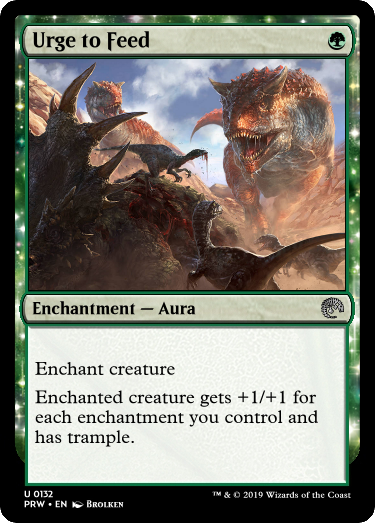 Urge to Feed
Enchantment — Aura
Enchant creature
Enchanted creature gets +1/+1 for
each enchantment you control and
has trample.
U 0132
PRW • EN Brolken
™ & © 2019 Wizards of the Coast